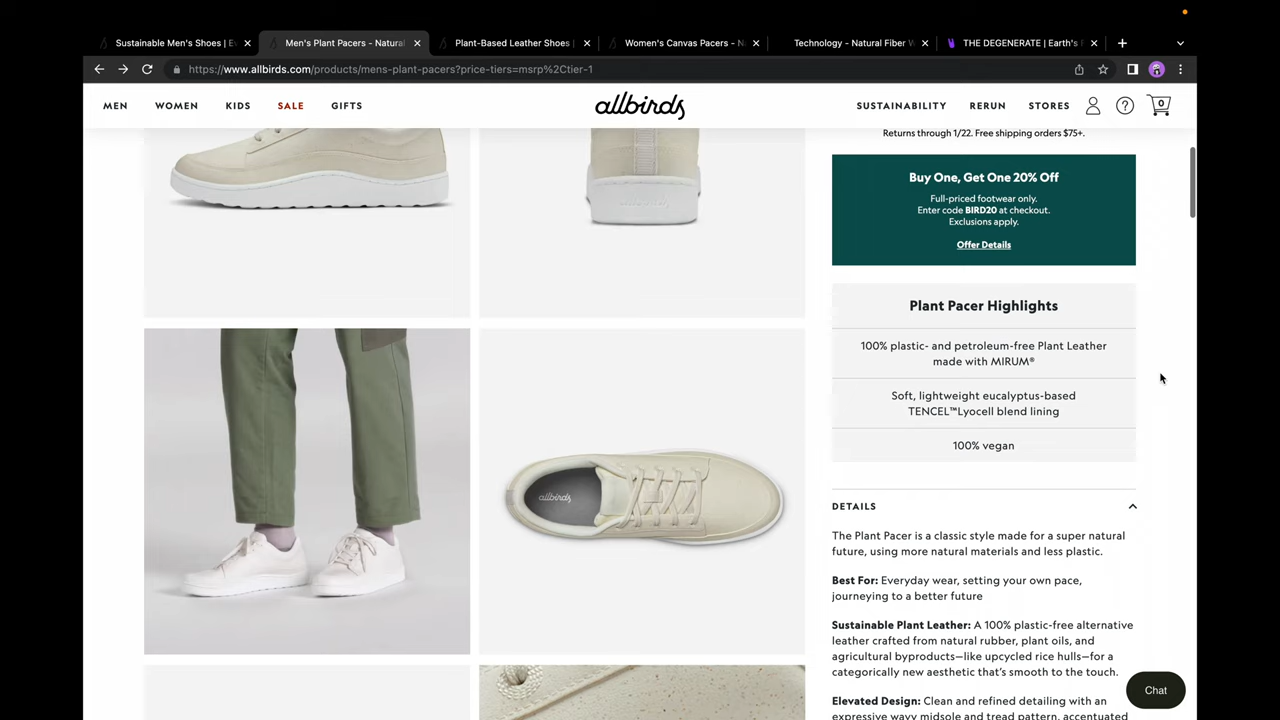 Sustainable Men's Shoes | E
Men's Plant Pacers - Natural
Plant-Based Leather Shoes |
Women's Canvas Pacers - N
Technology - Natural Fiber W
THE DEGENERATE | Earth's
https://www.allbirds.com/products/mens-plant-pacers?price-tiers=msrp%2Ctier-1
MEN WOMEN KIDS SALE GIFTS
allbirds
SUSTAINABILITY RERUN STORES 0
Returns through 1/22. Free shipping orders $75+.
Buy One, Get One 20% Off
Full-priced footwear only.
Enter code BIRD20 at checkout.
Exclusions apply.
Offer Details
Plant Pacer Highlights
100% plastic- and petroleum-free Plant Leather
made with MIRUM®
Soft, lightweight eucalyptus-based
TENCEL™Lyocell blend lining
100% vegan
allbirds
DETAILS
The Plant Pacer is a classic style made for a super natural
future, using more natural materials and less plastic.
Best For: Everyday wear, setting your own pace,
journeying to a better future
Sustainable Plant Leather: A 100% plastic-free alternative
leather crafted from natural rubber, plant oils, and
agricultural byproducts—like upcycled rice hulls—for a
categorically new aesthetic that's smooth to the touch.
Elevated Design: Clean and refined detailing with an
expressive wavy midsole and tread pattern, accentuated
Chat